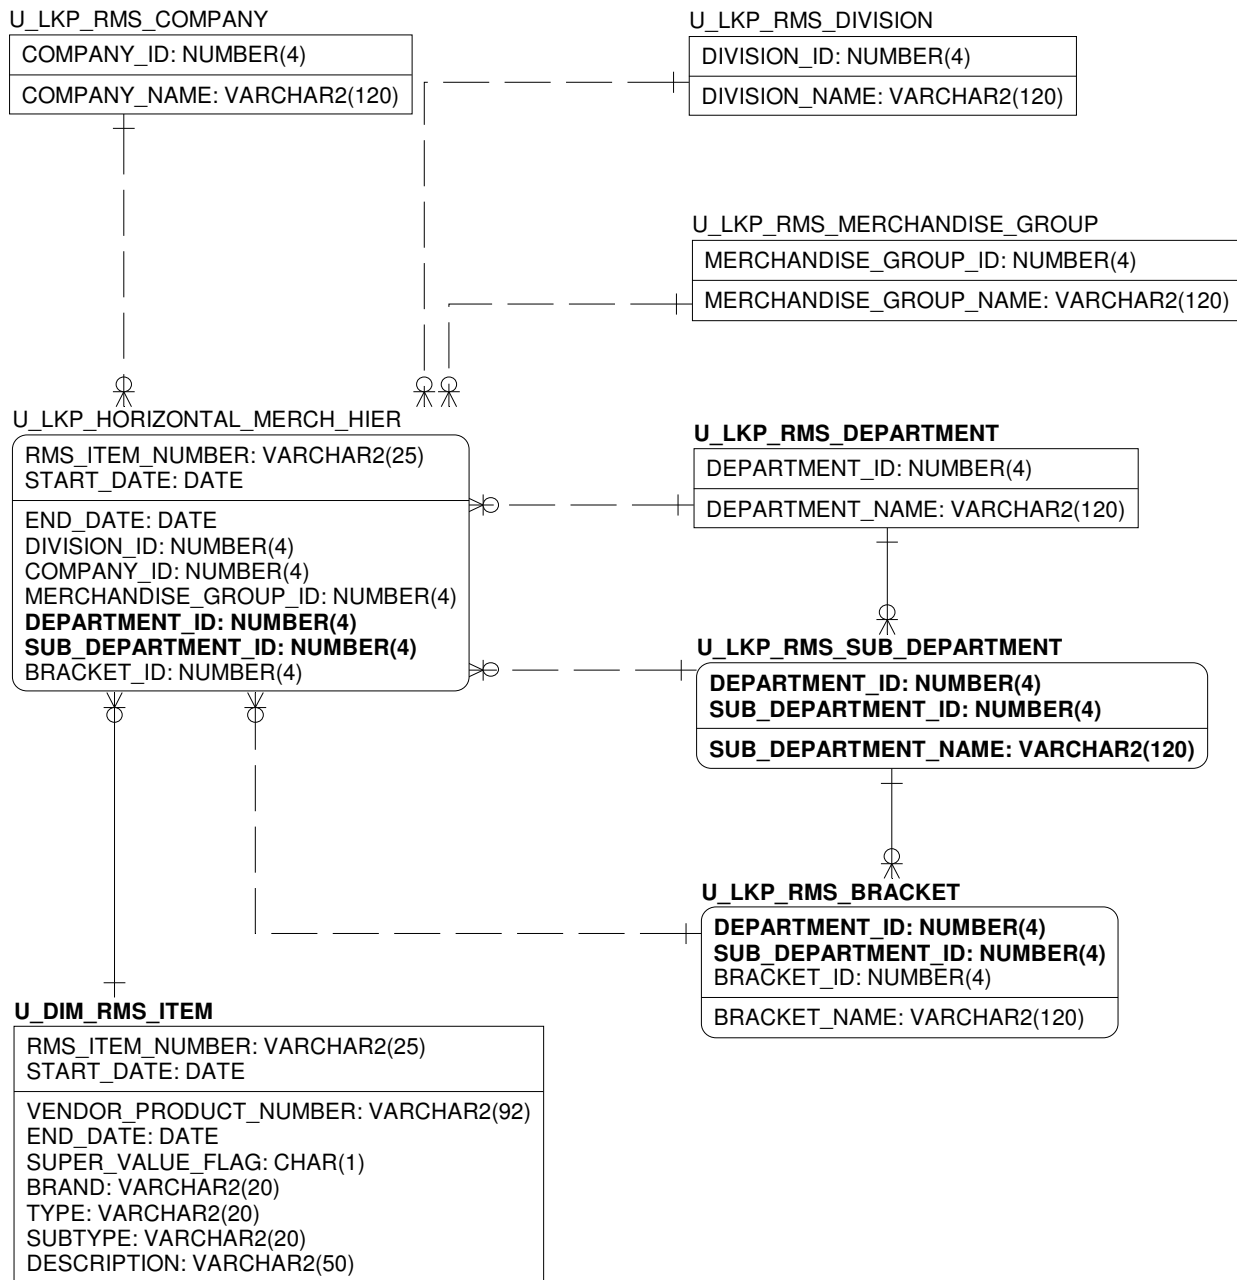 U_LKP_RMS_COMPANY
COMPANY_ID: NUMBER(4)
COMPANY_NAME: VARCHAR2(120)
U_LKP_RMS_DIVISION
DIVISION_ID: NUMBER(4)
DIVISION_NAME: VARCHAR2(120)
U_LKP_RMS_MERCHANDISE_GROUP
MERCHANDISE_GROUP_ID: NUMBER(4)
MERCHANDISE_GROUP_NAME: VARCHAR2(120)
U_LKP_HORIZONTAL_MERCH_HIER
RMS_ITEM_NUMBER: VARCHAR2(25)
START_DATE: DATE
END_DATE: DATE
DIVISION_ID: NUMBER(4)
COMPANY_ID: NUMBER(4)
MERCHANDISE_GROUP_ID: NUMBER(4)
DEPARTMENT_ID: NUMBER(4)
SUB_DEPARTMENT_ID: NUMBER(4)
BRACKET_ID: NUMBER(4)
U_LKP_RMS_DEPARTMENT
DEPARTMENT_ID: NUMBER(4)
DEPARTMENT_NAME: VARCHAR2(120)
U_LKP_RMS_SUB_DEPARTMENT
DEPARTMENT_ID: NUMBER(4)
SUB_DEPARTMENT_ID: NUMBER(4)
SUB_DEPARTMENT_NAME: VARCHAR2(120)
U_LKP_RMS_BRACKET
DEPARTMENT_ID: NUMBER(4)
SUB_DEPARTMENT_ID: NUMBER(4)
BRACKET_ID: NUMBER(4)
BRACKET_NAME: VARCHAR2(120)
U_DIM_RMS_ITEM
RMS_ITEM_NUMBER: VARCHAR2(25)
START_DATE: DATE
VENDOR_PRODUCT_NUMBER: VARCHAR2(92)
END_DATE: DATE
SUPER_VALUE_FLAG: CHAR(1)
BRAND: VARCHAR2(20)
TYPE: VARCHAR2(20)
SUBTYPE: VARCHAR2(20)
DESCRIPTION: VARCHAR2(50)